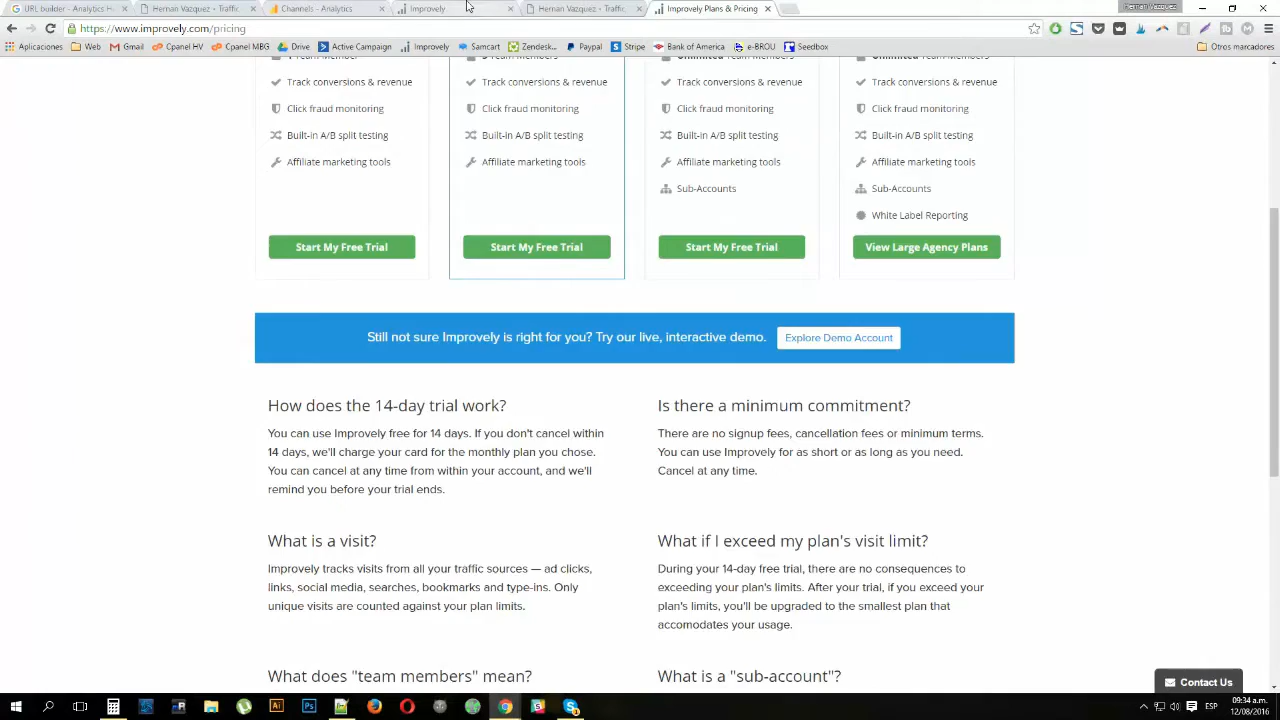 URL builder - Analytics H
Hernan Vazquez - Traffic
Channels - Analytics
Improvely
Hernan Vazquez - Traffic
Improvely Plans & Pricing
Hernan Vazquez
https://www.improvely.com/pricing
Aplicaciones
Web
Gmail
Cpanel HV
Cpanel MBG
Drive
Active Campaign
Improvely
Samcart
Zendesk...
Paypal
Stripe
Bank of America
e-BROU
Seedbox
Otros marcadores
Track conversions & revenue
Click fraud monitoring
Built-in A/B split testing
Affiliate marketing tools
Start My Free Trial
Track conversions & revenue
Click fraud monitoring
Built-in A/B split testing
Affiliate marketing tools
Start My Free Trial
Unlimited Team Members
Track conversions & revenue
Click fraud monitoring
Built-in A/B split testing
Affiliate marketing tools
Sub-Accounts
Start My Free Trial
Unlimited Team Members
Track conversions & revenue
Click fraud monitoring
Built-in A/B split testing
Affiliate marketing tools
Sub-Accounts
White Label Reporting
View Large Agency Plans
Still not sure Improvely is right for you? Try our live, interactive demo.
Explore Demo Account
How does the 14-day trial work?
You can use Improvely free for 14 days. If you don't cancel within
14 days, we'll charge your card for the monthly plan you chose.
You can cancel at any time from within your account, and we'll
remind you before your trial ends.
Is there a minimum commitment?
There are no signup fees, cancellation fees or minimum terms.
You can use Improvely for as short or as long as you need.
Cancel at any time.
What is a visit?
Improvely tracks visits from all your traffic sources — ad clicks,
links, social media, searches, bookmarks and type-ins. Only
unique visits are counted against your plan limits.
What if I exceed my plan's visit limit?
During your 14-day free trial, there are no consequences to
exceeding your plan's limits. After your trial, if you exceed your
plan's limits, you'll be upgraded to the smallest plan that
accomodates your usage.
What does "team members" mean?
What is a "sub-account"?
Contact Us
ESP
09:34 a.m.
12/08/2016